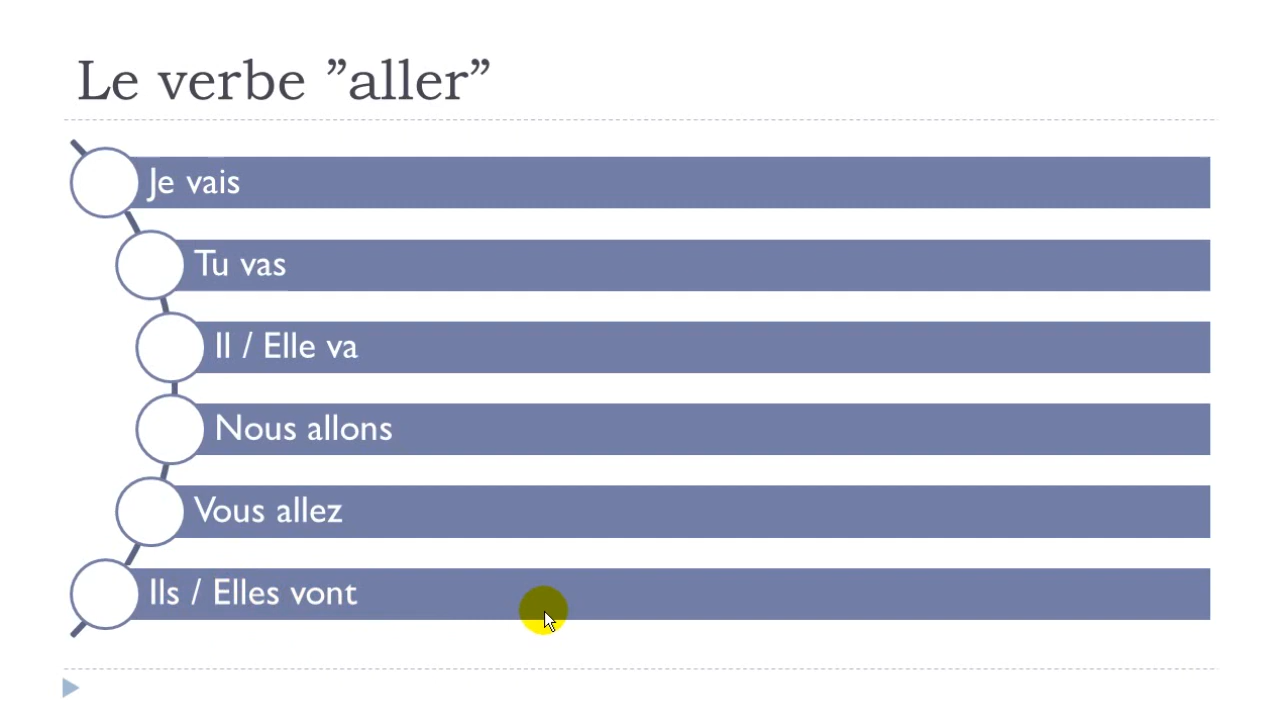 Le verbe ”aller”
Je vais
Tu vas
Il / Elle va
Nous allons
Vous allez
Ils / Elles vont